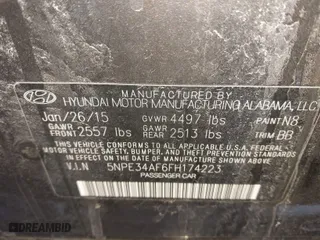 MANUFACTURED BY
HYUNDAI MOTOR MANUFACTURING ALABAMA, LLC
Jan/26/15 GVWR 4497 lbs PAINT N8
GAWR FRONT 2557 lbs GAWR REAR 2513 lbs TRIM BB
THIS VEHICLE CONFORMS TO ALL APPLICABLE U.S.A. FEDERAL
MOTOR VEHICLE SAFETY, BUMPER, AND THEFT PREVENTION
STANDARDS IN EFFECT ON THE DATE OF MANUFACTURE SHOWN ABOVE.
V.I.N 5NPE34AF6FH174223
PASSENGER CAR
DREAMBID